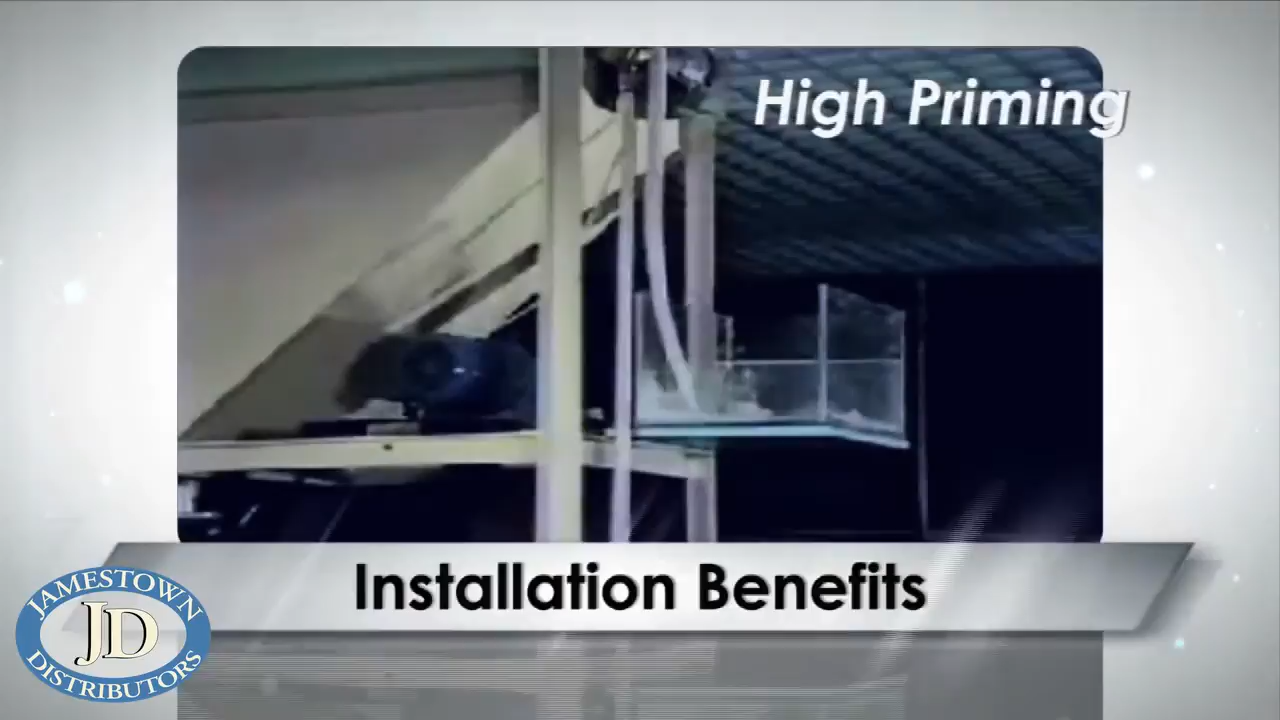 High Priming
Installation Benefits
JAMESTOWN
JD
DISTRIBUTORS